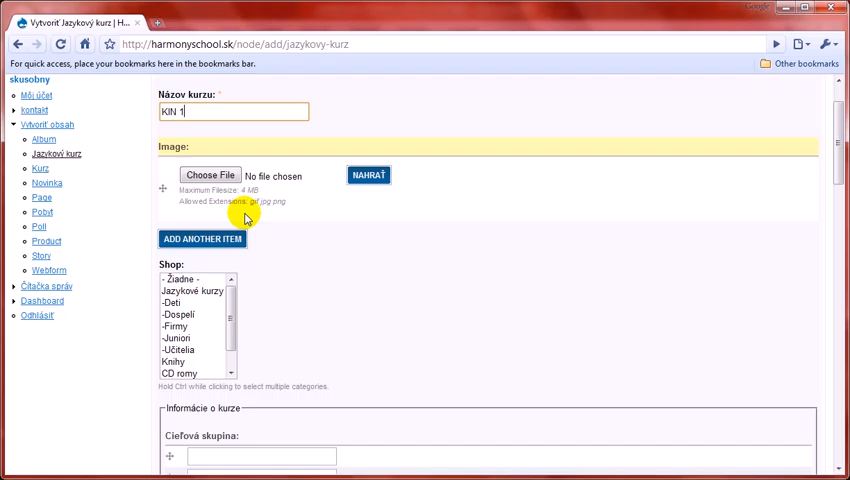 Google
Vytvoriť Jazykový kurz | H...
http://harmonyschool.sk/node/add/jazykovy-kurz
For quick access, place your bookmarks here in the bookmarks bar.
Other bookmarks
skusobny
Môj účet
kontakt
Vytvoriť obsah
Album
Jazykový kurz
Kurz
Novinka
Page
Pobyt
Poll
Product
Story
Webform
Čítačka správ
Dashboard
Odhlásiť
Názov kurzu: *
KIN 1
Image:
Choose File No file chosen
NAHRAŤ
Maximum Filesize: 4 MB
Allowed Extensions: gif jpg png
ADD ANOTHER ITEM
Shop:
- Žiadne -
Jazykové kurzy
-Deti
-Dospelí
-Firmy
-Juniori
-Učitelia
Knihy
CD romy
Hold Ctrl while clicking to select multiple categories.
Informácie o kurze
Cieľová skupina: